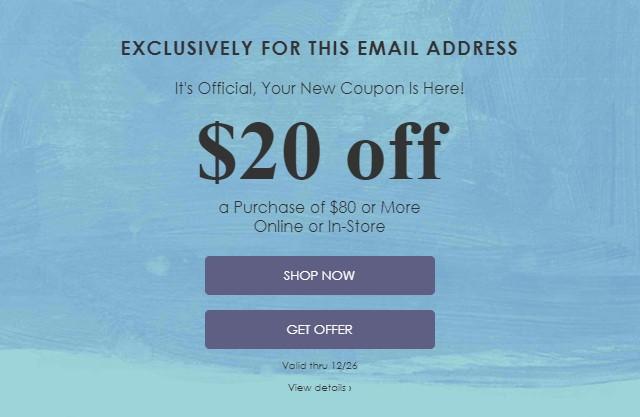 EXCLUSIVELY FOR THIS EMAIL ADDRESS
It's Official, Your New Coupon Is Here!
$20 off
a Purchase of $80 or More
Online or In-Store
SHOP NOW
GET OFFER
Valid thru 12/26
View details ›